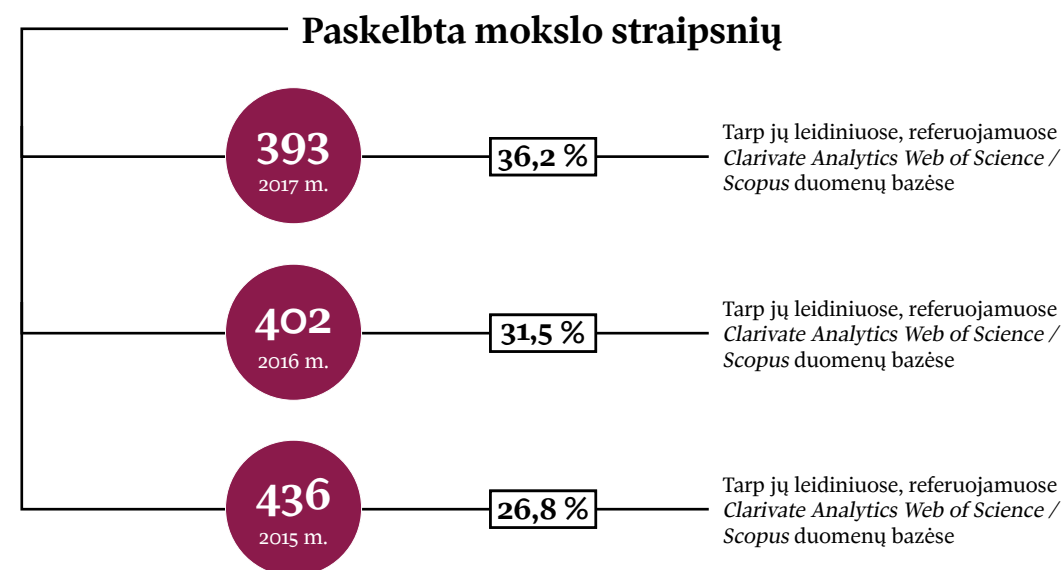 Paskelbta mokslo straipsnių
393
2017 m.
36,2 %
Tarp jų leidiniuose, referuojamuose
Clarivate Analytics Web of Science /
Scopus duomenų bazėse
402
2016 m.
31,5 %
Tarp jų leidiniuose, referuojamuose
Clarivate Analytics Web of Science /
Scopus duomenų bazėse
436
2015 m.
26,8 %
Tarp jų leidiniuose, referuojamuose
Clarivate Analytics Web of Science /
Scopus duomenų bazėse